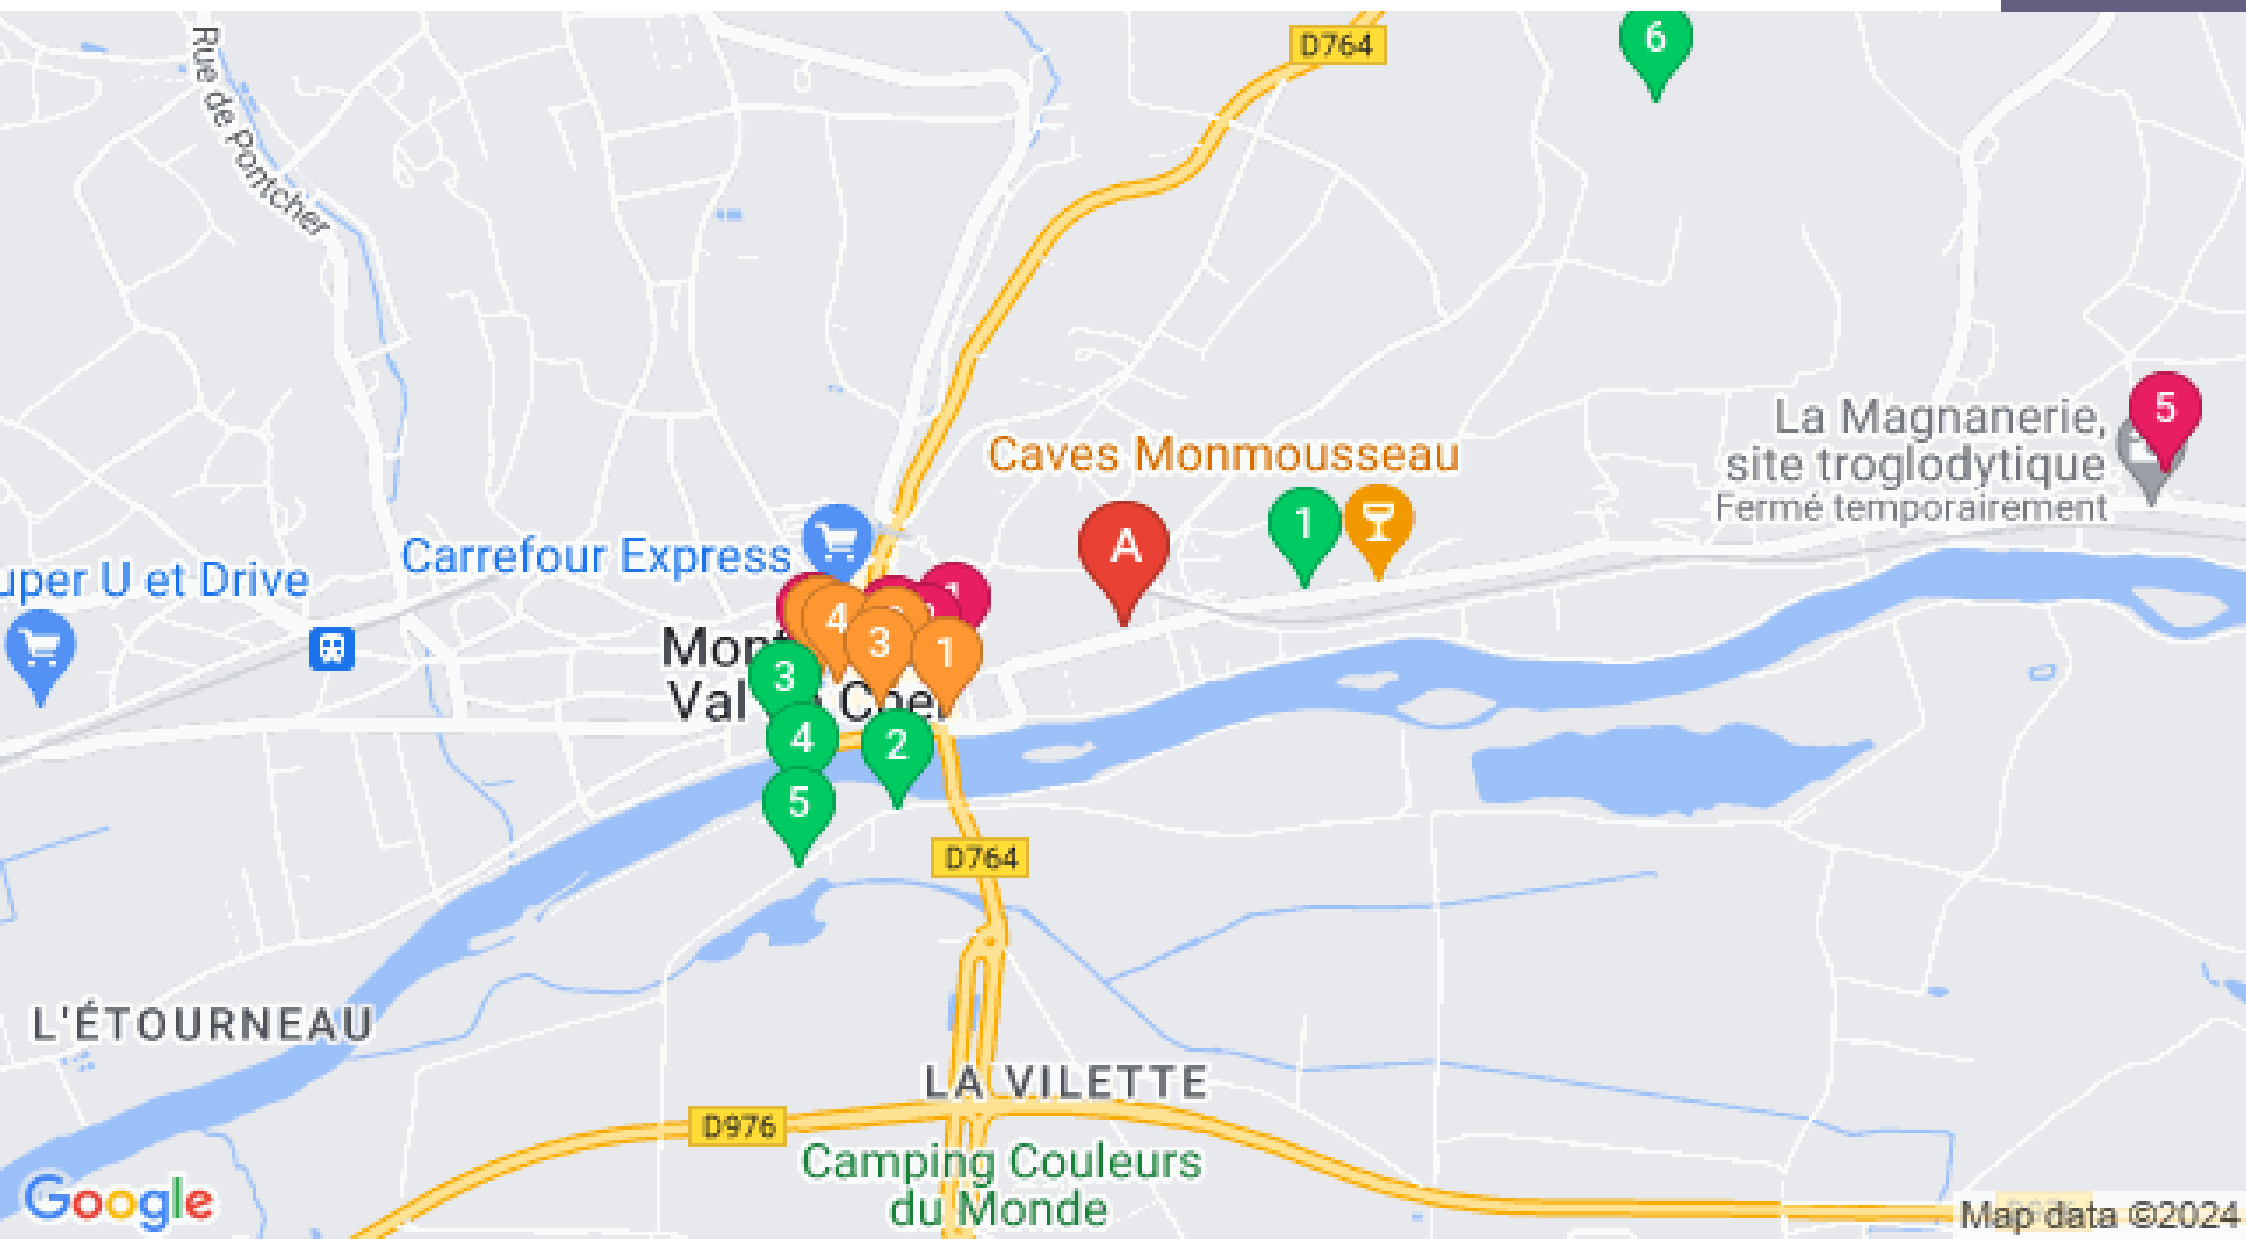 D764
6
Rue de Pontcher
5
La Magnanerie,
site troglodytique
Fermé temporairement
Caves Monmousseau
A
1
Carrefour Express
uper U et Drive
1
4
3
1
Mon
Val
Cher
3
4
2
5
D764
L'ÉTOURNEAU
LA VILETTE
D976
Camping Couleurs
du Monde
Google
Map data ©2024